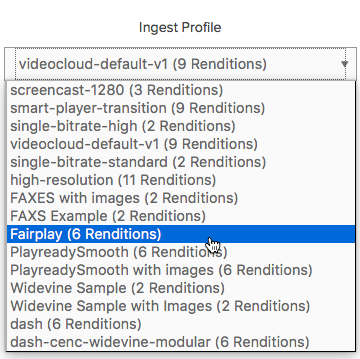 Ingest Profile
videocloud-default-v1 (9 Renditions)
screencast-1280 (3 Renditions)
smart-player-transition (9 Renditions)
single-bitrate-high (2 Renditions)
videocloud-default-v1 (9 Renditions)
single-bitrate-standard (2 Renditions)
high-resolution (11 Renditions)
FAXES with images (2 Renditions)
FAXS Example (2 Renditions)
Fairplay (6 Renditions)
PlayreadySmooth (6 Renditions)
PlayreadySmooth with images (6 Renditions)
Widevine Sample (2 Renditions)
Widevine Sample with Images (2 Renditions)
dash (6 Renditions)
dash-cenc-widevine-modular (6 Renditions)